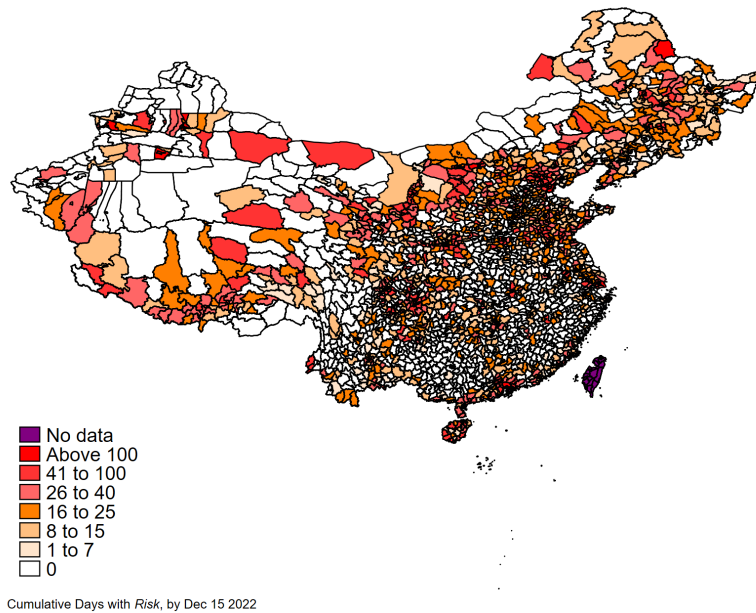 No data
Above 100
41 to 100
26 to 40
16 to 25
8 to 15
1 to 7
0
Cumulative Days with Risk, by Dec 15 2022